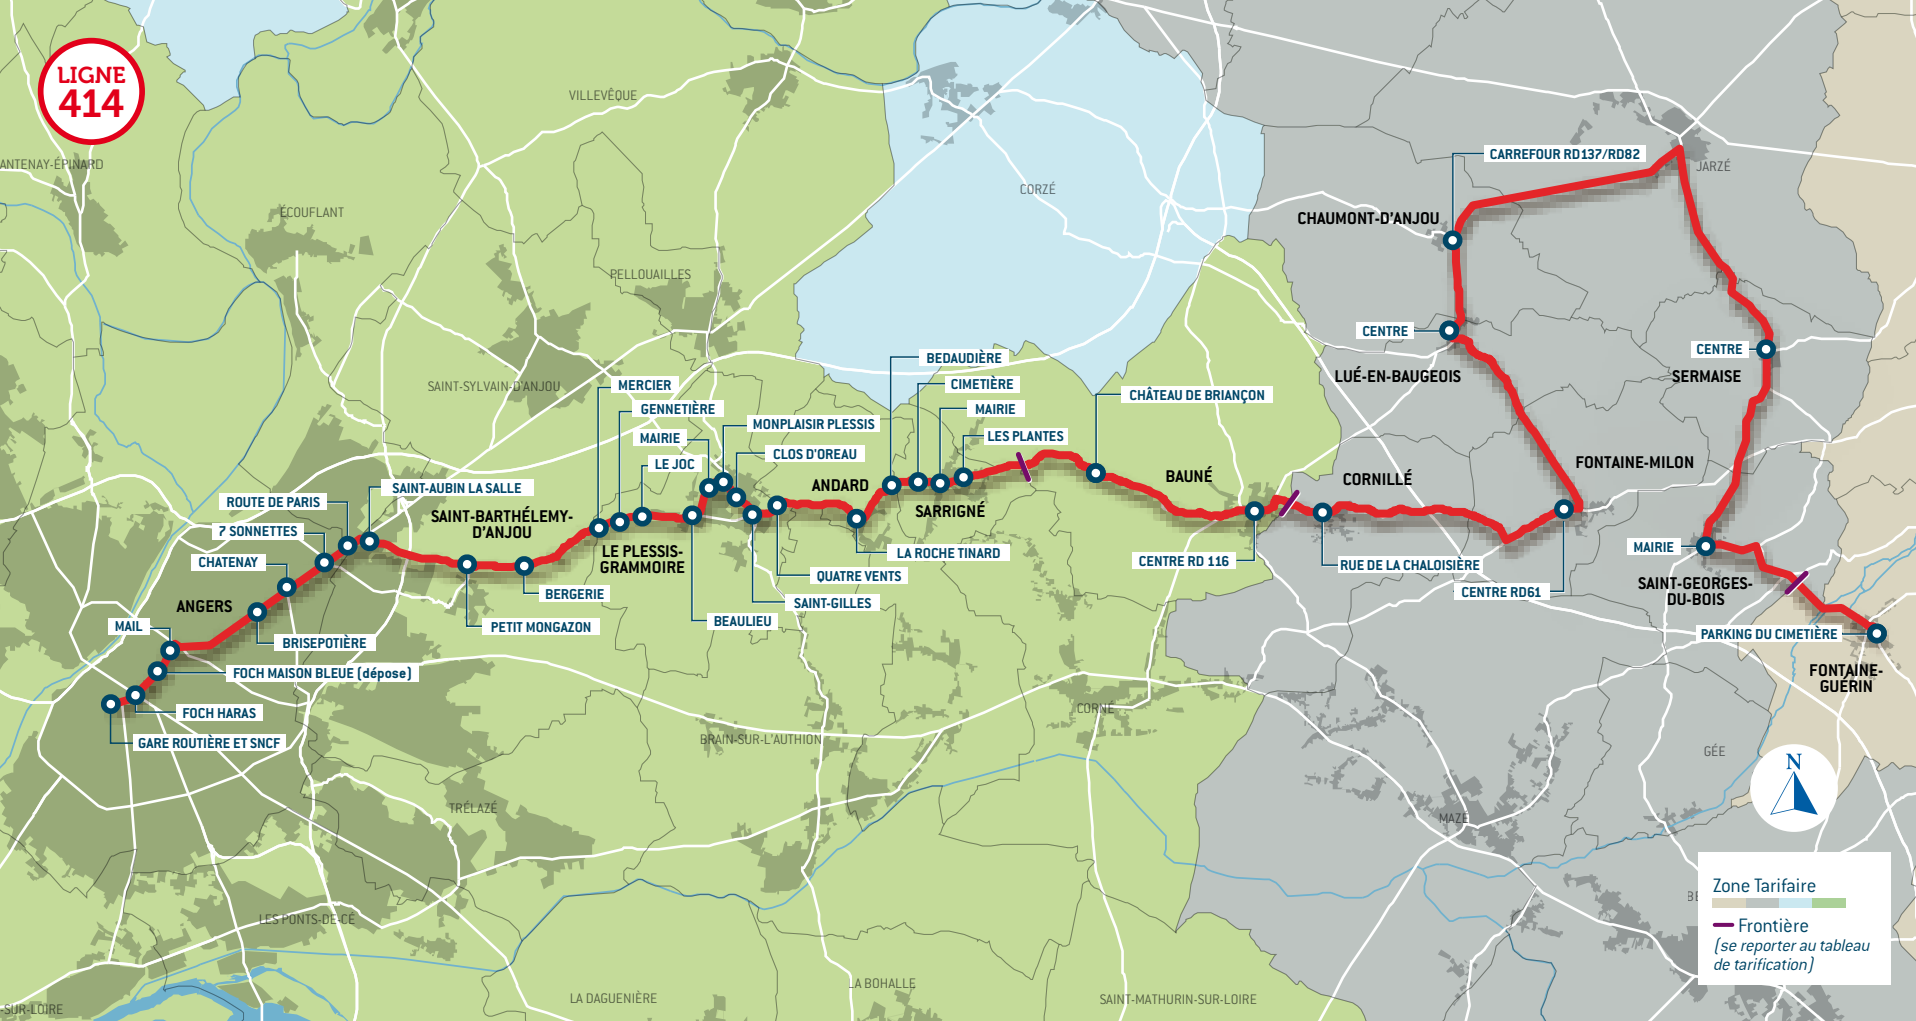 LIGNE
414
VILLEVÊQUE
ANTENAY-ÉPINARD
ÉCOUFLANT
CORZÉ
CARREFOUR RD137/RD82
JARZÉ
CHAUMONT-D'ANJOU
PELLOUAILLES
CENTRE
CENTRE
LUÉ-EN-BAUGEOIS
SERMAISE
SAINT-SYLVAIN-D'ANJOU
MERCIER
BEDAUDIÈRE
CIMETIÈRE
CHÂTEAU DE BRIANÇON
GENNETIÈRE
MAIRIE
MONPLAISIR PLESSIS
MAIRIE
LES PLANTES
CLOS D'OREAU
LE JOC
FONTAINE-MILON
ANDARD
BAUNÉ
CORNILLÉ
SAINT-AUBIN LA SALLE
ROUTE DE PARIS
SARRIGNÉ
SAINT-BARTHÉLEMY-
D'ANJOU
7 SONNETTES
LE PLESSIS-
GRAMMOIRE
LA ROCHE TINARD
MAIRIE
CHATENAY
CENTRE RD 116
RUE DE LA CHALOISIÈRE
QUATRE VENTS
SAINT-GEORGES-
DU-BOIS
CENTRE RD61
BERGERIE
SAINT-GILLES
ANGERS
BEAULIEU
MAIL
PETIT MONGAZON
PARKING DU CIMETIÈRE
BRISEPOTIÈRE
FOCH MAISON BLEUE (dépose)
FONTAINE-
GUÉRIN
FOCH HARAS
CORNÉ
GARE ROUTIÈRE ET SNCF
BRAIN-SUR-L'AUTHION
GÉE
N
TRÉLAZÉ
MAZÉ
LES PONTS-DE-CÉ
BE
Zone Tarifaire
Frontière
(se reporter au tableau
de tarification)
LA BOHALLE
LA DAGUENIÈRE
SAINT-MATHURIN-SUR-LOIRE
-SUR-LOIRE